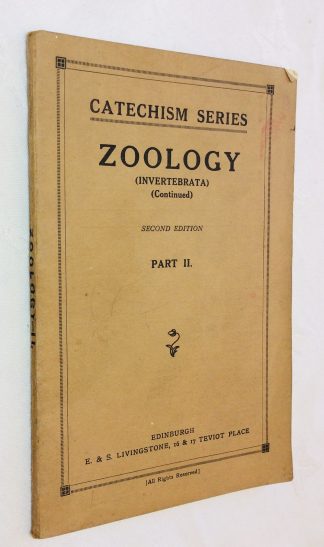 CATECHISM SERIES
ZOOLOGY
(INVERTEBRATA)
(Continued)
SECOND EDITION
PART II.
EDINBURGH
E. & S. LIVINGSTONE, 16 & 17 TEVIOT PLACE
[All Rights Reserved]
ZOOLOGY-II